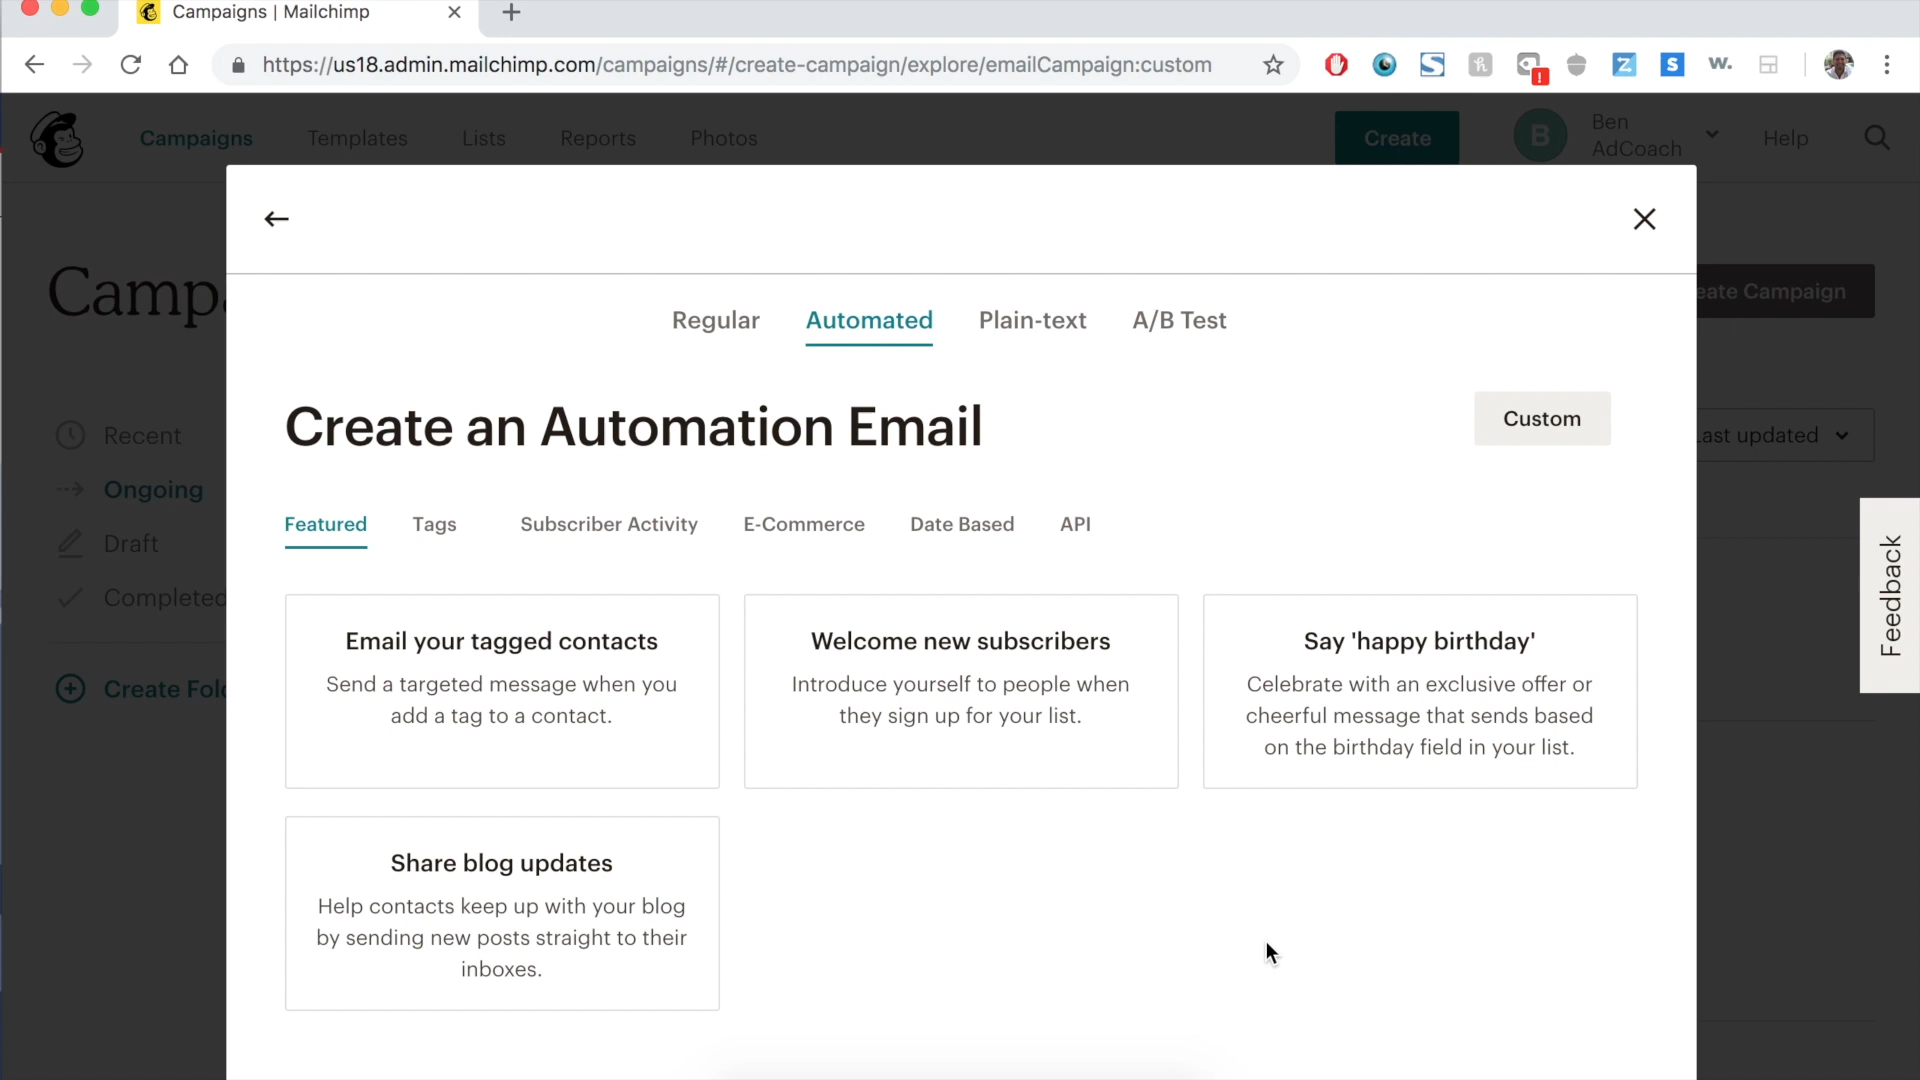 Campaigns | Mailchimp
https://us18.admin.mailchimp.com/campaigns/#/create-campaign/explore/emailCampaign:custom
Campaigns Templates Lists Reports Photos Create B Ben AdCoach Help
Camp
eate Campaign
Regular Automated Plain-text A/B Test
Create an Automation Email
Custom
Recent
Last updated
Ongoing
Draft
Completed
Create Fol
Featured Tags Subscriber Activity E-Commerce Date Based API
Email your tagged contacts
Send a targeted message when you
add a tag to a contact.
Welcome new subscribers
Introduce yourself to people when
they sign up for your list.
Say 'happy birthday'
Celebrate with an exclusive offer or
cheerful message that sends based
on the birthday field in your list.
Share blog updates
Help contacts keep up with your blog
by sending new posts straight to their
inboxes.
Feedback